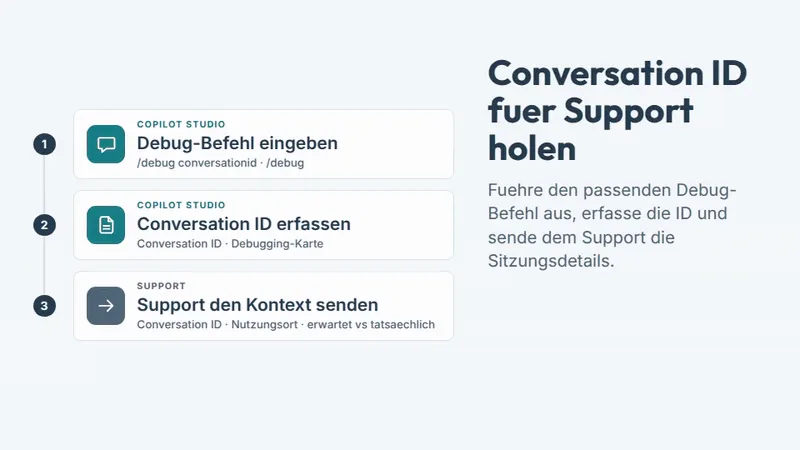 Conversation ID
fuer Support
holen
Fuehre den passenden Debug-
Befehl aus, erfasse die ID und
sende dem Support die
Sitzungsdetails.
1
COPILOT STUDIO
Debug-Befehl eingeben
/debug conversationid · /debug
2
COPILOT STUDIO
Conversation ID erfassen
Conversation ID · Debugging-Karte
3
SUPPORT
Support den Kontext senden
Conversation ID · Nutzungsort · erwartet vs tatsaechlich